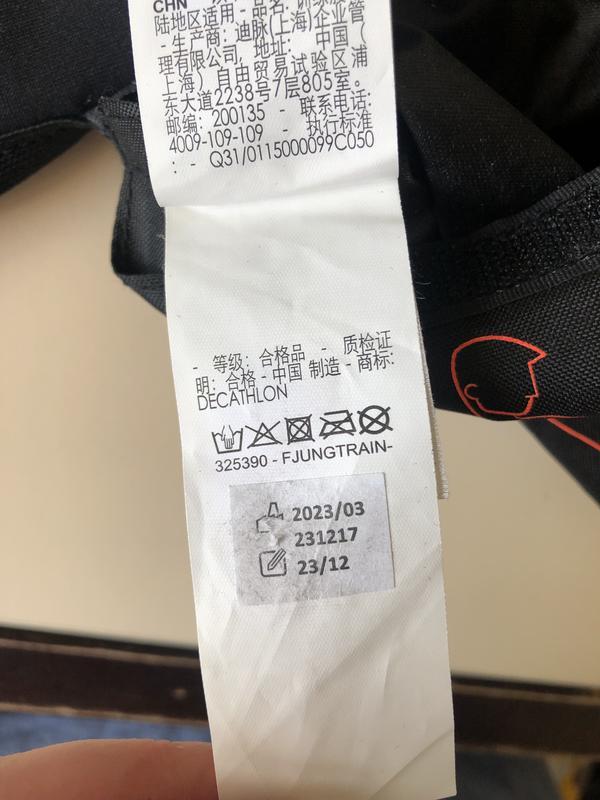 CHN
陆地区适用 - 品名:
- 生产商: 迪脉(上海)企业管
理有限公司, 地址: 中国(
上海) 自由贸易试验区浦
东大道2238号7层805室。
邮编: 200135 - 联系电话:
4009-109-109 - 执行标准
: - Q31/0115000099C050
- 等级: 合格品 - 质检证
明: 合格 - 中国 制造 - 商标:
DECATHLON
325390 - FJUNGTRAIN-
2023/03
231217
23/12